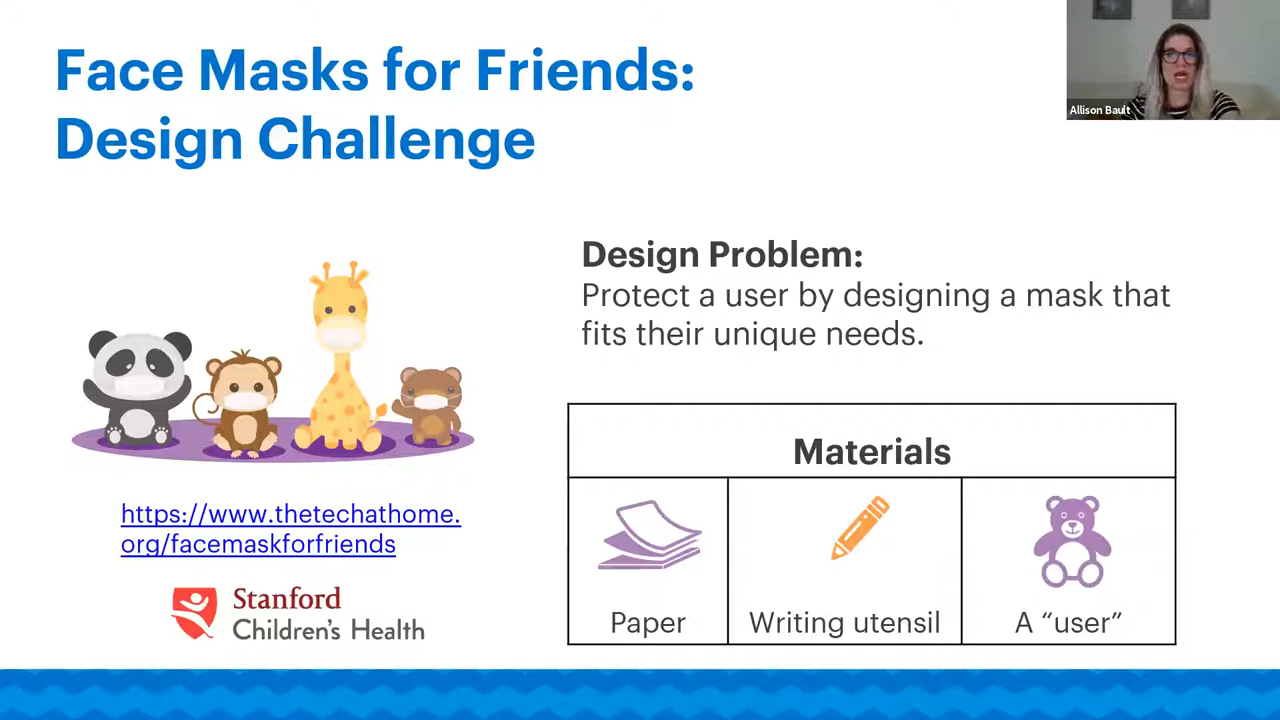 Face Masks for Friends:
Design Challenge
Allison Bault
Design Problem:
Protect a user by designing a mask that
fits their unique needs.
https://www.thetechathome.
org/facemaskforfriends
Stanford
Children's Health
Materials
Paper
Writing utensil
A “user”